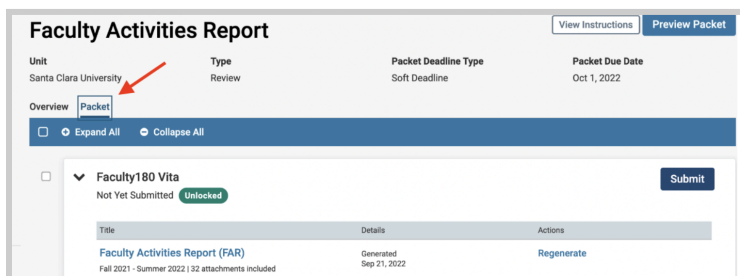 Faculty Activities Report
View Instructions
Preview Packet
Unit Type Packet Deadline Type Packet Due Date
Santa Clara University Review Soft Deadline Oct 1, 2022
Overview Packet
Expand All Collapse All
Faculty180 Vita
Submit
Not Yet Submitted Unlocked
Title Details Actions
Faculty Activities Report (FAR) Generated Regenerate
Sep 21, 2022
Fall 2021 - Summer 2022 | 32 attachments included